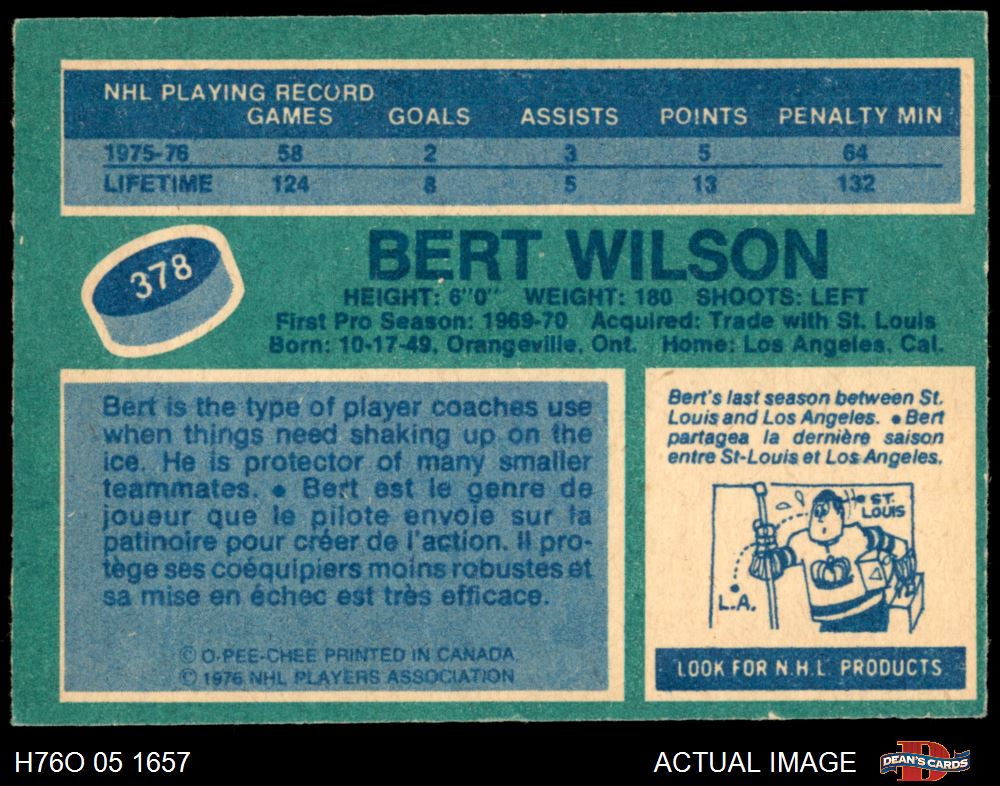 NHL PLAYING RECORD
GAMES GOALS ASSISTS POINTS PENALTY MIN
1975-76 58 2 3 5 64
LIFETIME 124 8 5 13 132
378
BERT WILSON
HEIGHT: 6"0" WEIGHT: 180 SHOOTS: LEFT
First Pro Season: 1969-70 Acquired: Trade with St. Louis
Born: 10-17-49, Orangeville, Ont. Home: Los Angeles, Cal.
Bert is the type of player coaches use
when things need shaking up on the
ice. He is protector of many smaller
teammates. • Bert est le genre de
joueur que le pilote envoie sur la
patinoire pour créer de l'action. Il pro-
tège ses coéquipiers moins robustes et
sa mise en échec est très efficace.
© O-PEE-CHEE PRINTED IN CANADA
© 1976 NHL PLAYERS ASSOCIATION
Bert's last season between St.
Louis and Los Angeles. • Bert
partagea la dernière saison
entre St-Louis et Los Angeles.
ST.
LOUIS
L.A.
LOOK FOR N.H.L. PRODUCTS
H76O 05 1657
ACTUAL IMAGE
D
DEAN'S CARDS